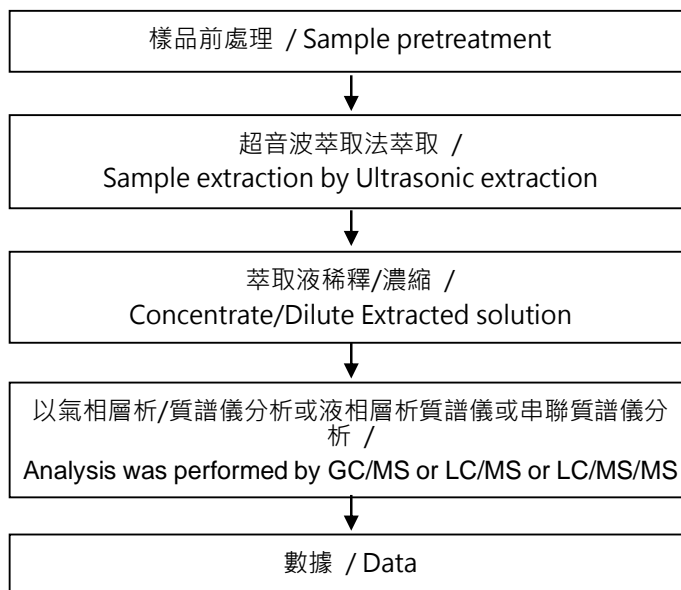 樣品前處理 / Sample pretreatment
超音波萃取法萃取 /
Sample extraction by Ultrasonic extraction
萃取液稀釋/濃縮 /
Concentrate/Dilute Extracted solution
以氣相層析/質譜儀分析或液相層析質譜儀或串聯質譜儀分
析 /
Analysis was performed by GC/MS or LC/MS or LC/MS/MS
數據 / Data